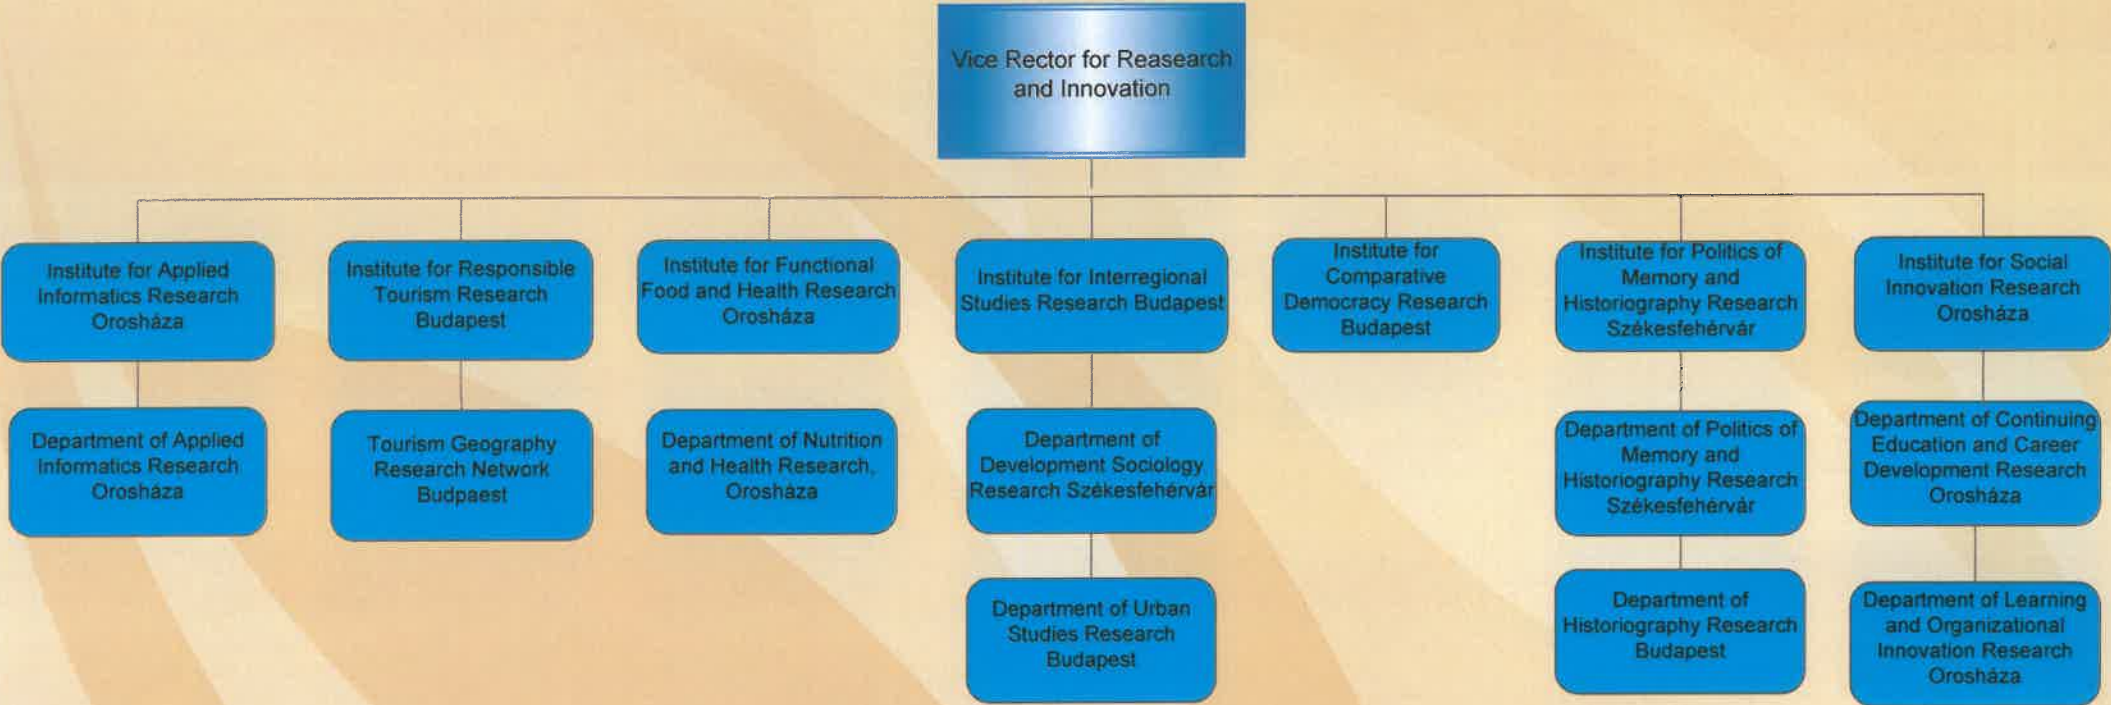 Vice Rector for Reasearch
and Innovation
Institute for Applied
Informatics Research
Orosháza
Institute for Responsible
Tourism Research
Budapest
Institute for Functional
Food and Health Research
Orosháza
Institute for Interregional
Studies Research Budapest
Institute for
Comparative
Democracy Research
Budapest
Institute for Politics of
Memory and
Historiography Research
Székesfehérvár
Institute for Social
Innovation Research
Orosháza
Department of Applied
Informatics Research
Orosháza
Tourism Geography
Research Network
Budpaest
Department of Nutrition
and Health Research,
Orosháza
Department of
Development Sociology
Research Székesfehérvár
Department of Politics of
Memory and
Historiography Research
Székesfehérvár
Department of Continuing
Education and Career
Development Research
Orosháza
Department of Urban
Studies Research
Budapest
Department of
Historiography Research
Budapest
Department of Learning
and Organizational
Innovation Research
Orosháza